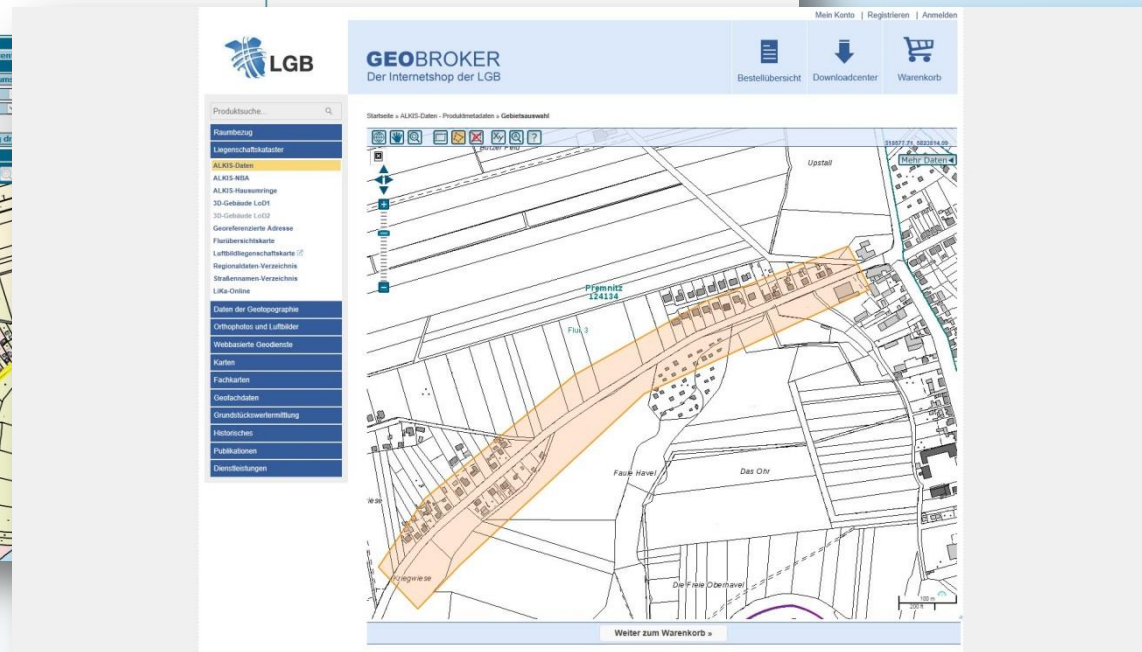 Mein Konto | Registrieren | Anmelden
LGB
GEOBROKER
Der Internetshop der LGB
Bestellübersicht
Downloadcenter
Warenkorb
Produktsuche...
Startseite » ALKIS-Daten - Produktmetadaten » Gebietsauswahl
Raumbezug
Liegenschaftskataster
ALKIS-Daten
ALKIS-NBA
ALKIS-Hausumringe
3D-Gebäude LoD1
3D-Gebäude LoD2
Georeferenzierte Adresse
Flurübersichtskarte
Luftbildliegenschaftskarte
Regionaldaten-Verzeichnis
Straßennamen-Verzeichnis
LiKa-Online
Daten der Geotopographie
Orthophotos und Luftbilder
Webbasierte Geodienste
Karten
Fachkarten
Geofachdaten
Grundstückswertermittlung
Historisches
Publikationen
Dienstleistungen
Mehr Daten
Upstall
Premnitz
124134
Flur 3
Faule Havel
Das Ohr
Kriegwiese
Die Freie Oberhavel
100 m
200 ft
Weiter zum Warenkorb »